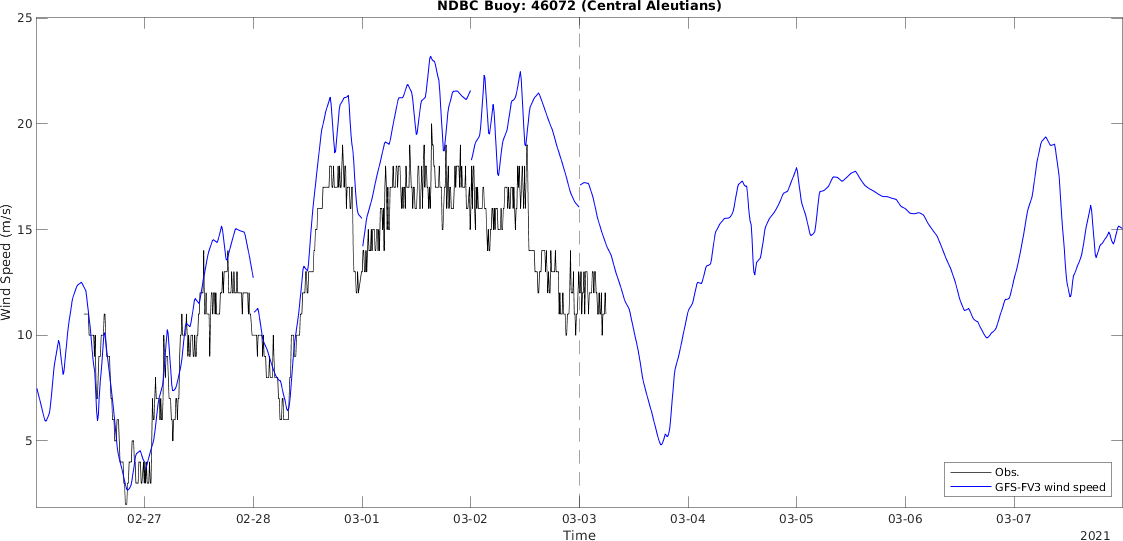 NDBC Buoy: 46072 (Central Aleutians)
25
20
15
10
5
Wind Speed (m/s)
02-27 02-28 03-01 03-02 03-03 03-04 03-05 03-06 03-07
Time
2021
Obs.
GFS-FV3 wind speed